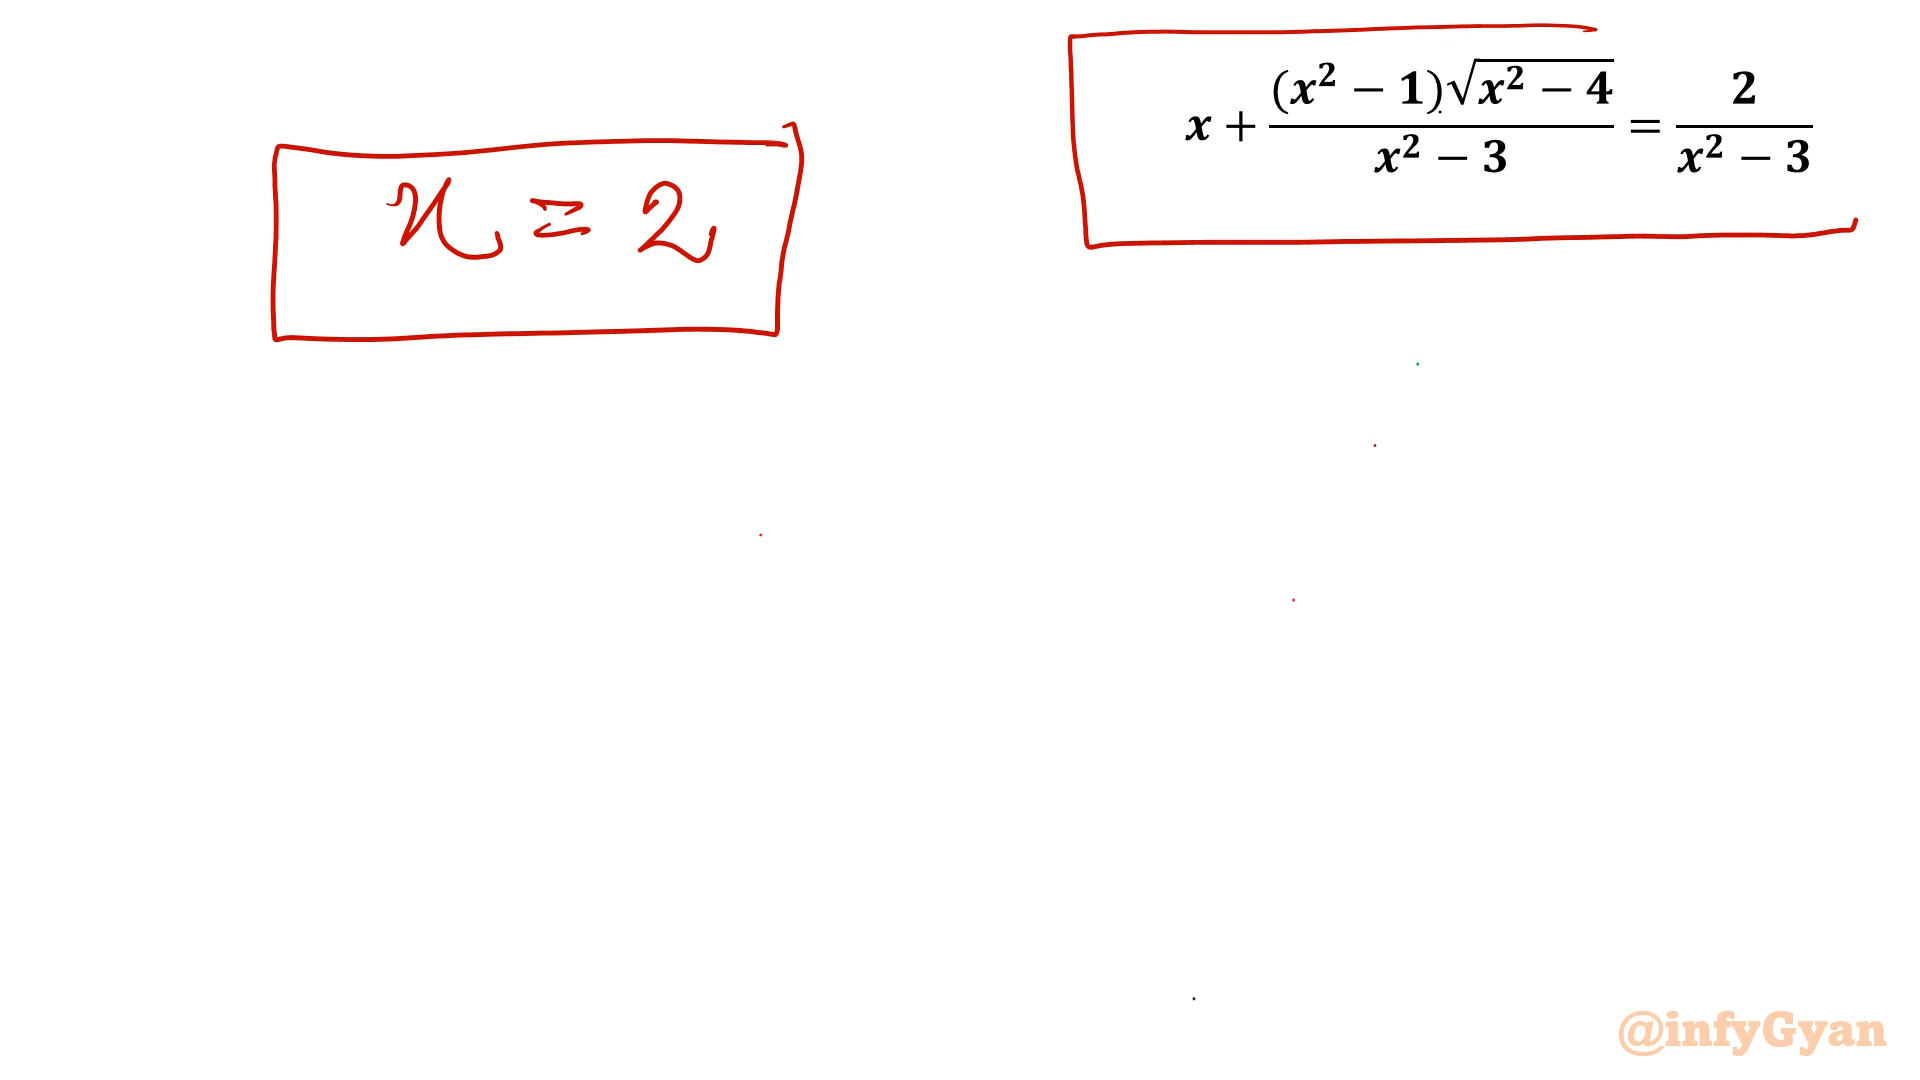 x + (x² − 1)√(x² − 4) / (x² − 3) = 2 / (x² − 3)
x = 2
@infyGyan